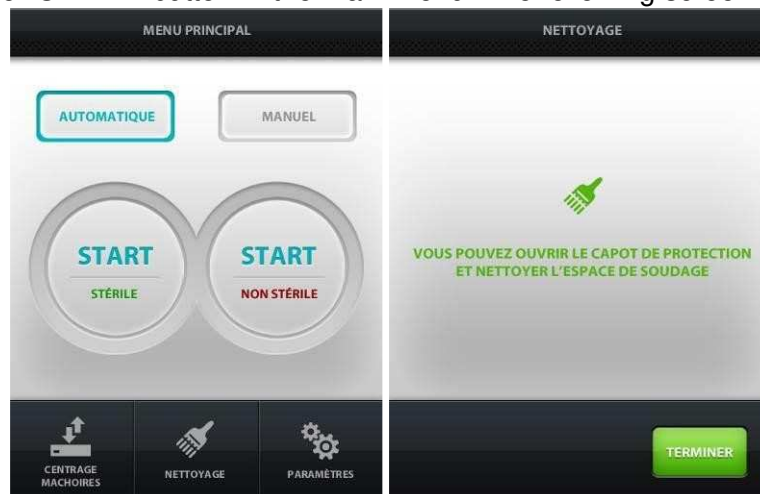 MENU PRINCIPAL
AUTOMATIQUE
MANUEL
START
STÉRILE
START
NON STÉRILE
CENTRAGE
MACHOIRES
NETTOYAGE
PARAMÈTRES
NETTOYAGE
VOUS POUVEZ OUVRIR LE CAPOT DE PROTECTION
ET NETTOYER L'ESPACE DE SOUDAGE
TERMINER